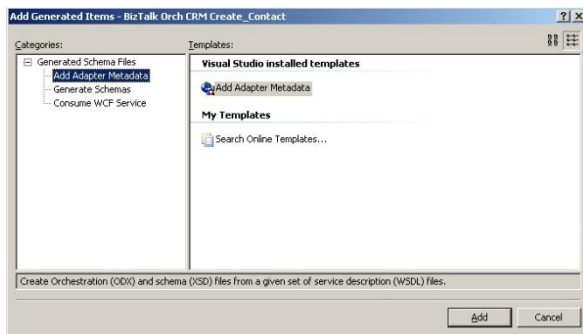 Add Generated Items - BizTalk Orch CRM Create_Contact
Categories:
Templates:
Generated Schema Files
Add Adapter Metadata
Generate Schemas
Consume WCF Service
Visual Studio installed templates
Add Adapter Metadata
My Templates
Search Online Templates...
Create Orchestration (ODX) and schema (XSD) files from a given set of service description (WSDL) files.
Add
Cancel